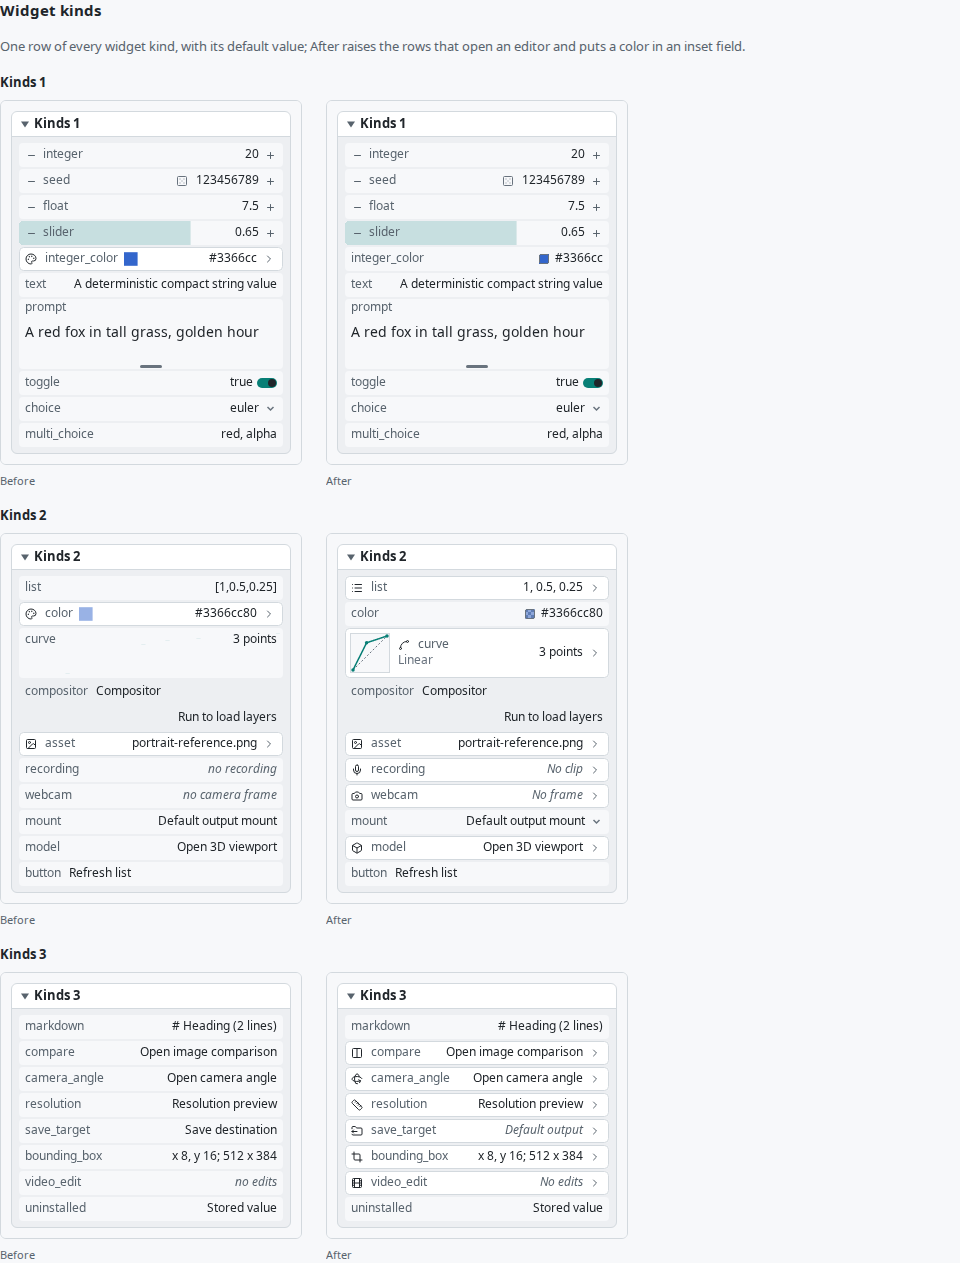 Widget kinds
One row of every widget kind, with its default value; After raises the rows that open an editor and puts a color in an inset field.
Kinds 1
Kinds 1
integer 20
seed 123456789
float 7.5
slider 0.65
integer_color #3366cc
text A deterministic compact string value
prompt
A red fox in tall grass, golden hour
toggle true
choice euler
multi_choice red, alpha
Before
Kinds 1
integer 20
seed 123456789
float 7.5
slider 0.65
integer_color #3366cc
text A deterministic compact string value
prompt
A red fox in tall grass, golden hour
toggle true
choice euler
multi_choice red, alpha
After
Kinds 2
Kinds 2
list [1,0.5,0.25]
color #3366cc80
curve 3 points
compositor Compositor
Run to load layers
asset portrait-reference.png
recording no recording
webcam no camera frame
mount Default output mount
model Open 3D viewport
button Refresh list
Before
Kinds 2
list 1, 0.5, 0.25
color #3366cc80
curve
Linear
3 points
compositor Compositor
Run to load layers
asset portrait-reference.png
recording No clip
webcam No frame
mount Default output mount
model Open 3D viewport
button Refresh list
After
Kinds 3
Kinds 3
markdown # Heading (2 lines)
compare Open image comparison
camera_angle Open camera angle
resolution Resolution preview
save_target Save destination
bounding_box x 8, y 16; 512 x 384
video_edit no edits
uninstalled Stored value
Before
Kinds 3
markdown # Heading (2 lines)
compare Open image comparison
camera_angle Open camera angle
resolution Resolution preview
save_target Default output
bounding_box x 8, y 16; 512 x 384
video_edit No edits
uninstalled Stored value
After